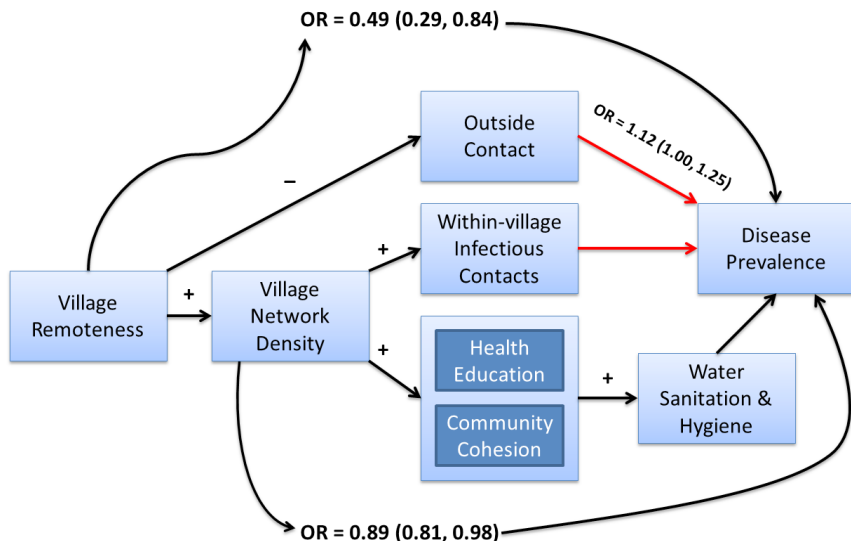 OR = 0.49 (0.29, 0.84)
Outside
Contact
OR = 1.12 (1.00, 1.25)
–
Within-village
Infectious
Contacts
+
Disease
Prevalence
Village
Remoteness
+
Village
Network
Density
+
Health
Education
Community
Cohesion
+
Water
Sanitation &
Hygiene
OR = 0.89 (0.81, 0.98)